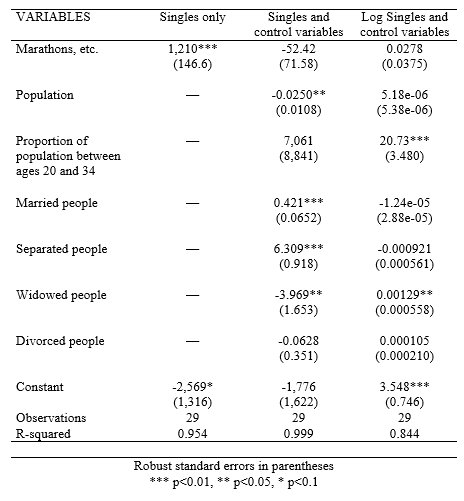 VARIABLES Singles only Singles and control variables Log Singles and control variables
Marathons, etc. 1,210*** -52.42 0.0278
(146.6) (71.58) (0.0375)
Population — -0.0250** 5.18e-06
(0.0108) (5.38e-06)
Proportion of population between ages 20 and 34 — 7,061 20.73***
(8,841) (3.480)
Married people — 0.421*** -1.24e-05
(0.0652) (2.88e-05)
Separated people — 6.309*** -0.000921
(0.918) (0.000561)
Widowed people — -3.969** 0.00129**
(1.653) (0.000558)
Divorced people — -0.0628 0.000105
(0.351) (0.000210)
Constant -2,569* -1,776 3.548***
(1,316) (1,622) (0.746)
Observations 29 29 29
R-squared 0.954 0.999 0.844
Robust standard errors in parentheses
*** p<0.01, ** p<0.05, * p<0.1